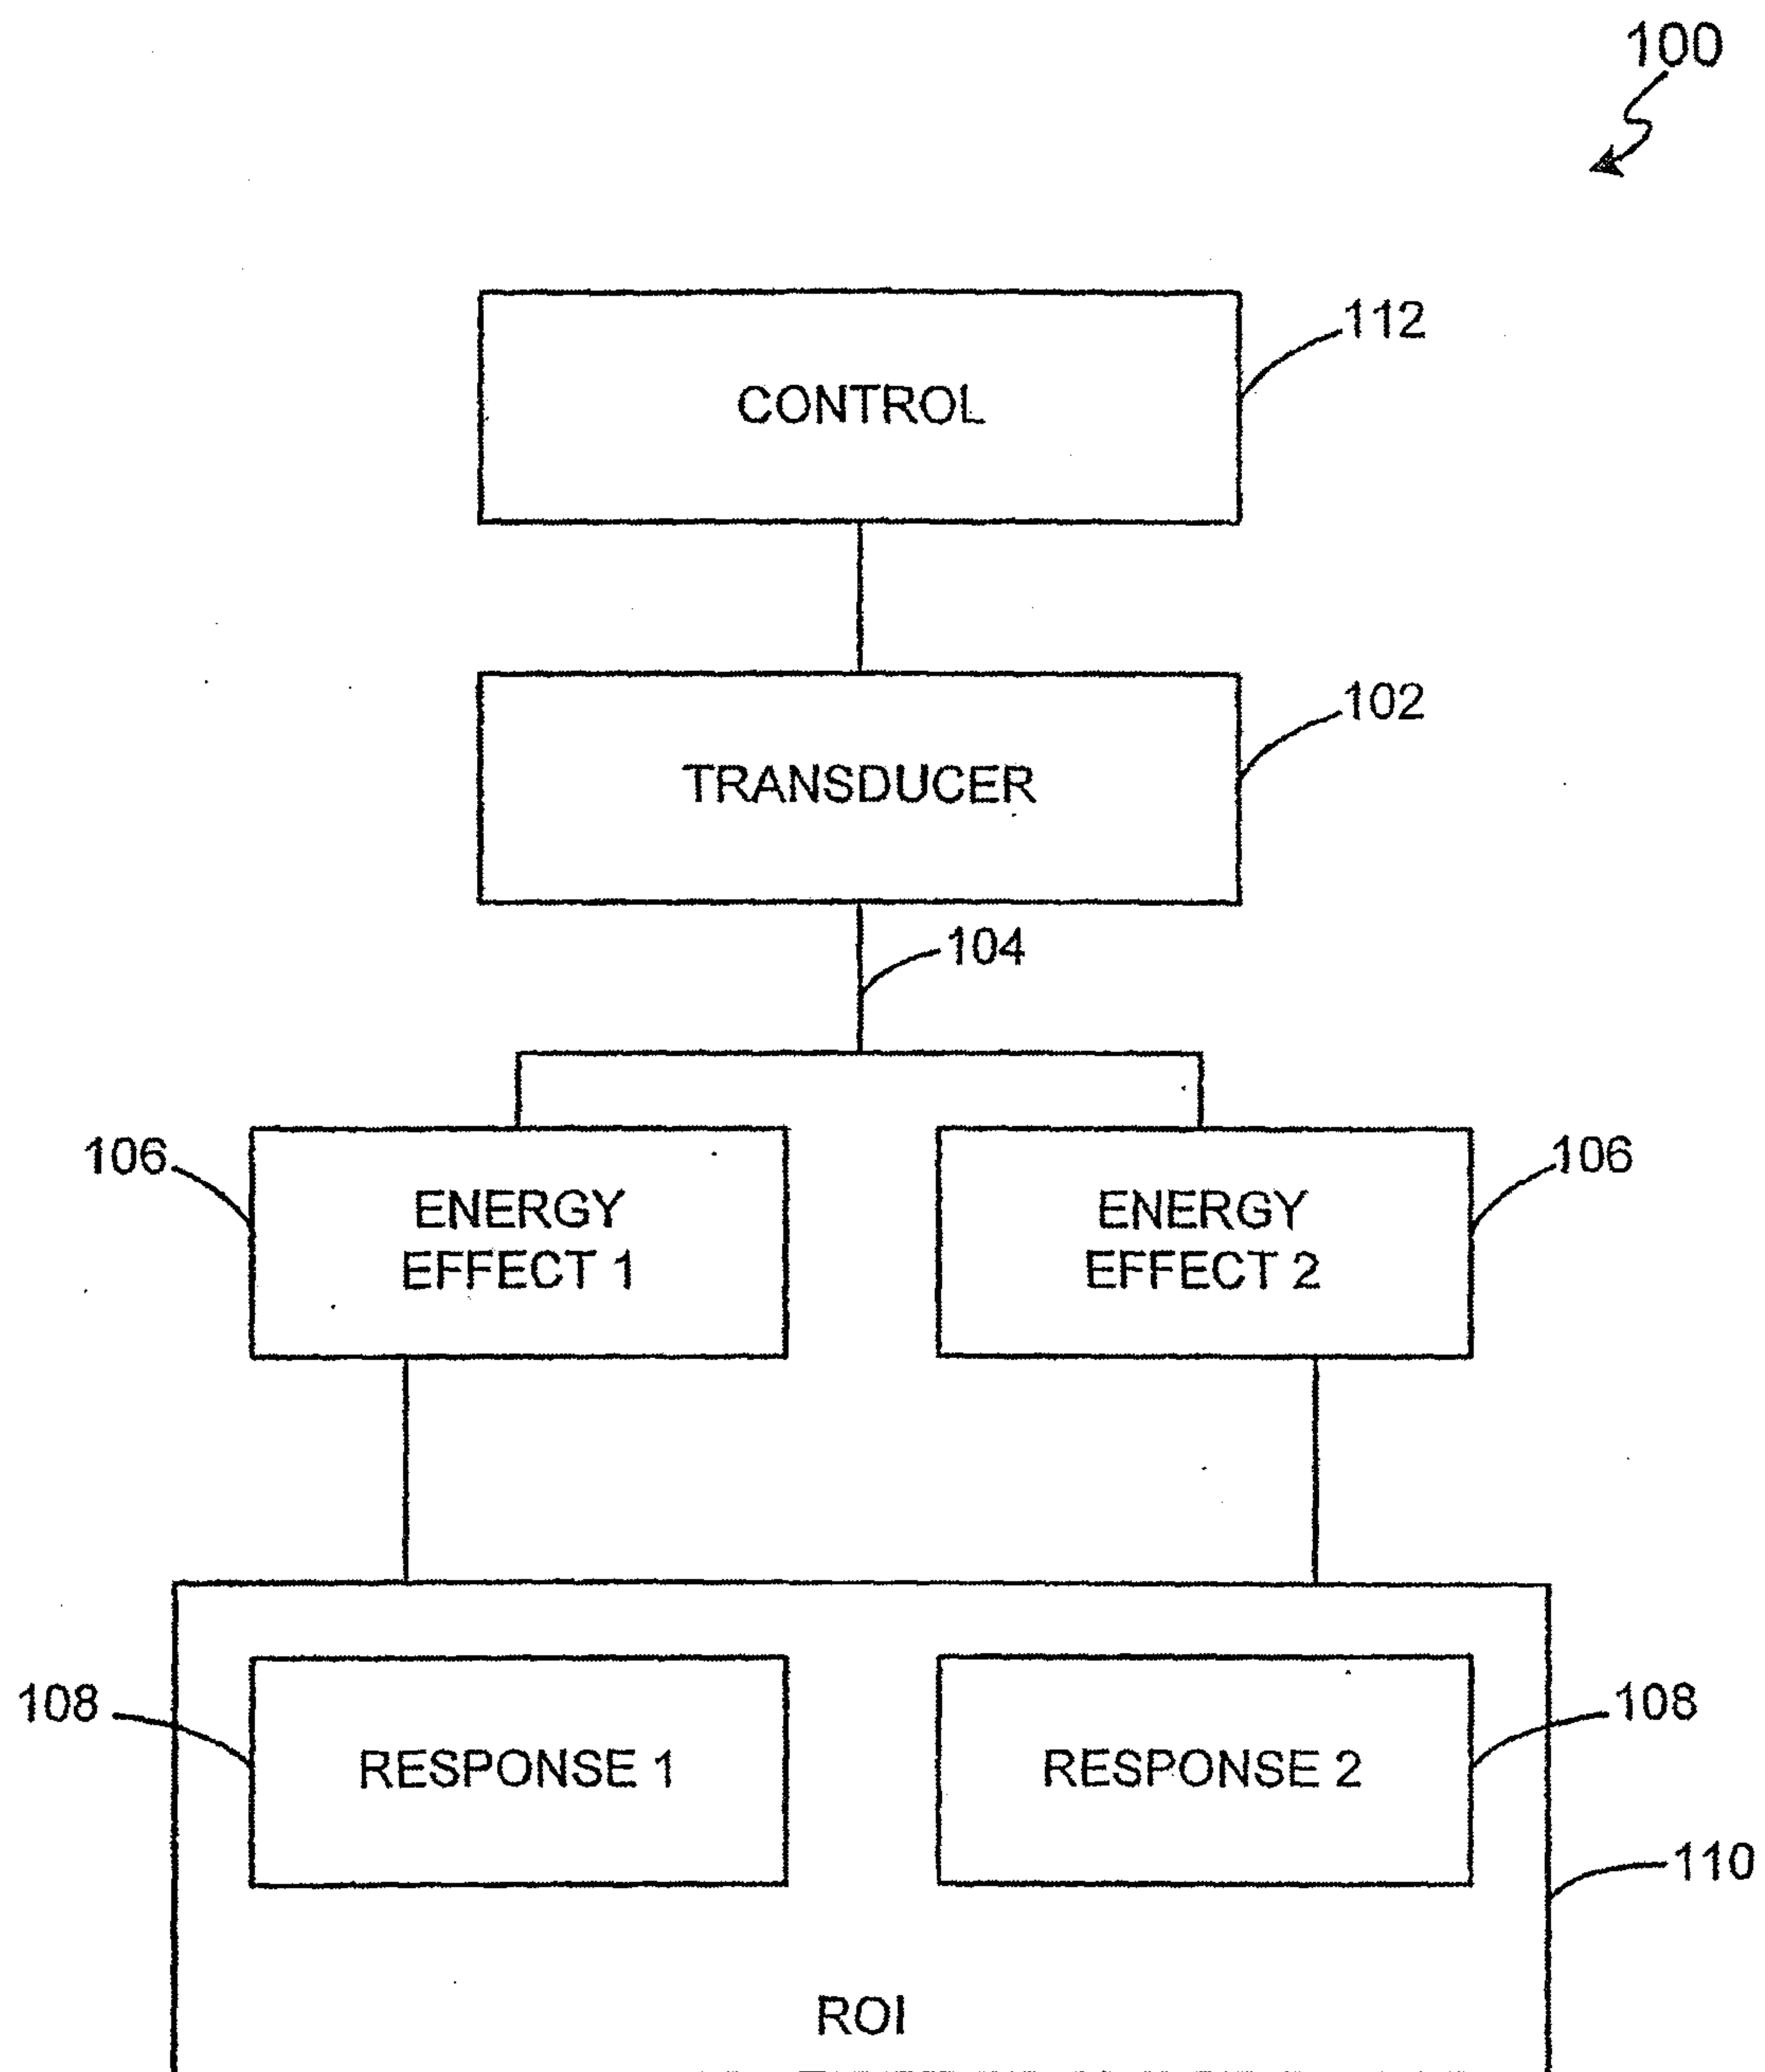 100
CONTROL
112
TRANSDUCER
102
104
106
ENERGY
EFFECT 1
ENERGY
EFFECT 2
106
108
RESPONSE 1
RESPONSE 2
108
110
ROI